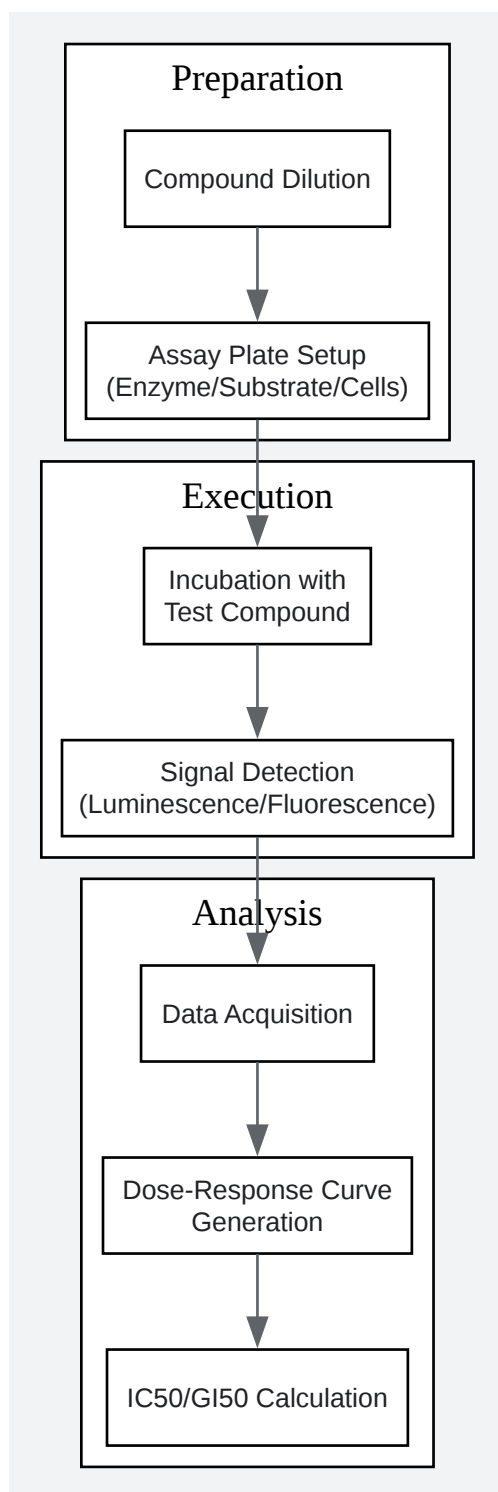 Preparation
Compound Dilution
Assay Plate Setup
(Enzyme/Substrate/Cells)
Execution
Incubation with
Test Compound
Signal Detection
(Luminescence/Fluorescence)
Analysis
Data Acquisition
Dose-Response Curve
Generation
IC50/GI50 Calculation